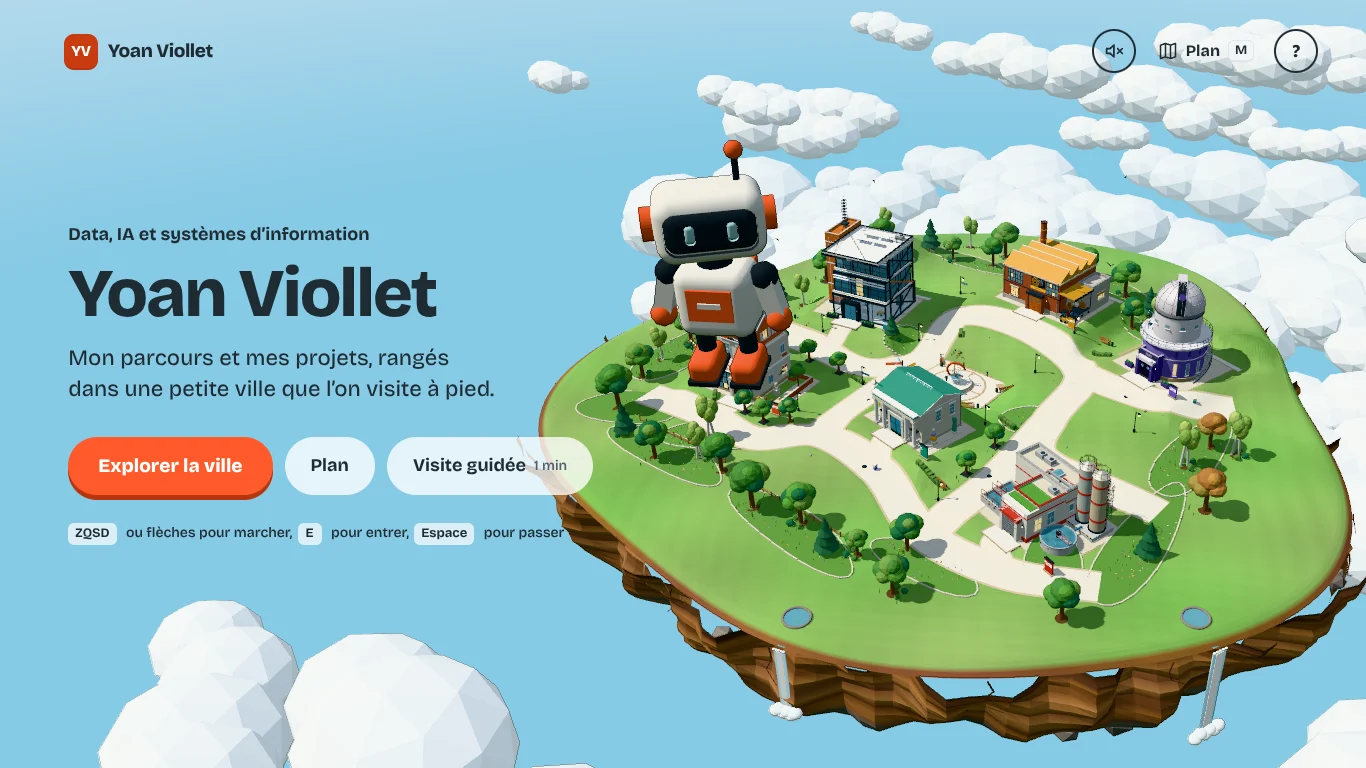 YV Yoan Viollet
Plan M ?
Data, IA et systèmes d’information
Yoan Viollet
Mon parcours et mes projets, rangés
dans une petite ville que l’on visite à pied.
Explorer la ville Plan Visite guidée 1 min
ZQSD ou flèches pour marcher, E pour entrer, Espace pour passer